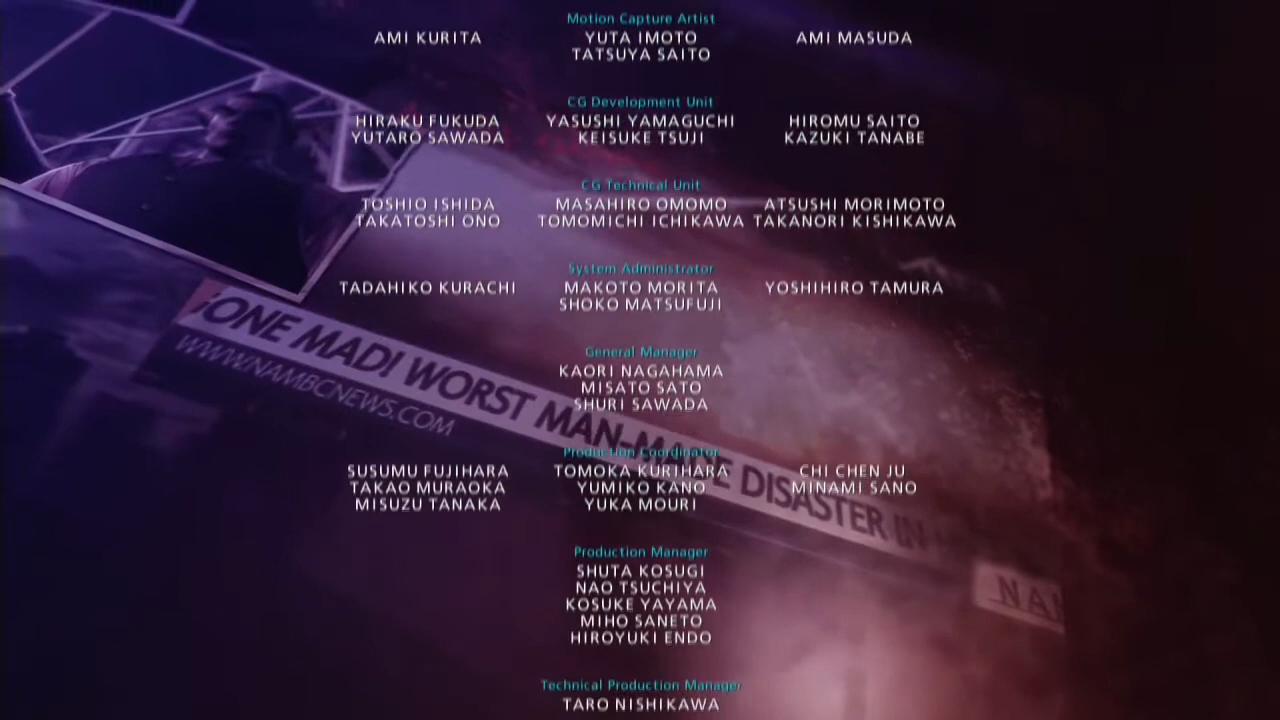 Motion Capture Artist
AMI KURITA YUTA IMOTO AMI MASUDA
TATSUYA SAITO
CG Development Unit
HIRAKU FUKUDA YASUSHI YAMAGUCHI HIROMU SAITO
YUTARO SAWADA KEISUKE TSUJI KAZUKI TANABE
CG Technical Unit
TOSHIO ISHIDA MASAHIRO OMOMO ATSUSHI MORIMOTO
TAKATOSHI ONO TOMOMICHI ICHIKAWA TAKANORI KISHIKAWA
System Administrator
TADAHIKO KURACHI MAKOTO MORITA YOSHIHIRO TAMURA
SHOKO MATSUFUJI
General Manager
KAORI NAGAHAMA
MISATO SATO
SHURI SAWADA
Production Coordinator
SUSUMU FUJIHARA TOMOKA KURIHARA CHI CHEN JU
TAKAO MURAOKA YUMIKO KANO MINAMI SANO
MISUZU TANAKA YUKA MOURI
Production Manager
SHUTA KOSUGI
NAO TSUCHIYA
KOSUKE YAYAMA
MIHO SANETO
HIROYUKI ENDO
Technical Production Manager
TARO NISHIKAWA
WORST MAN-MADE DISASTER IN
WWW.NAMBCNEWS.COM